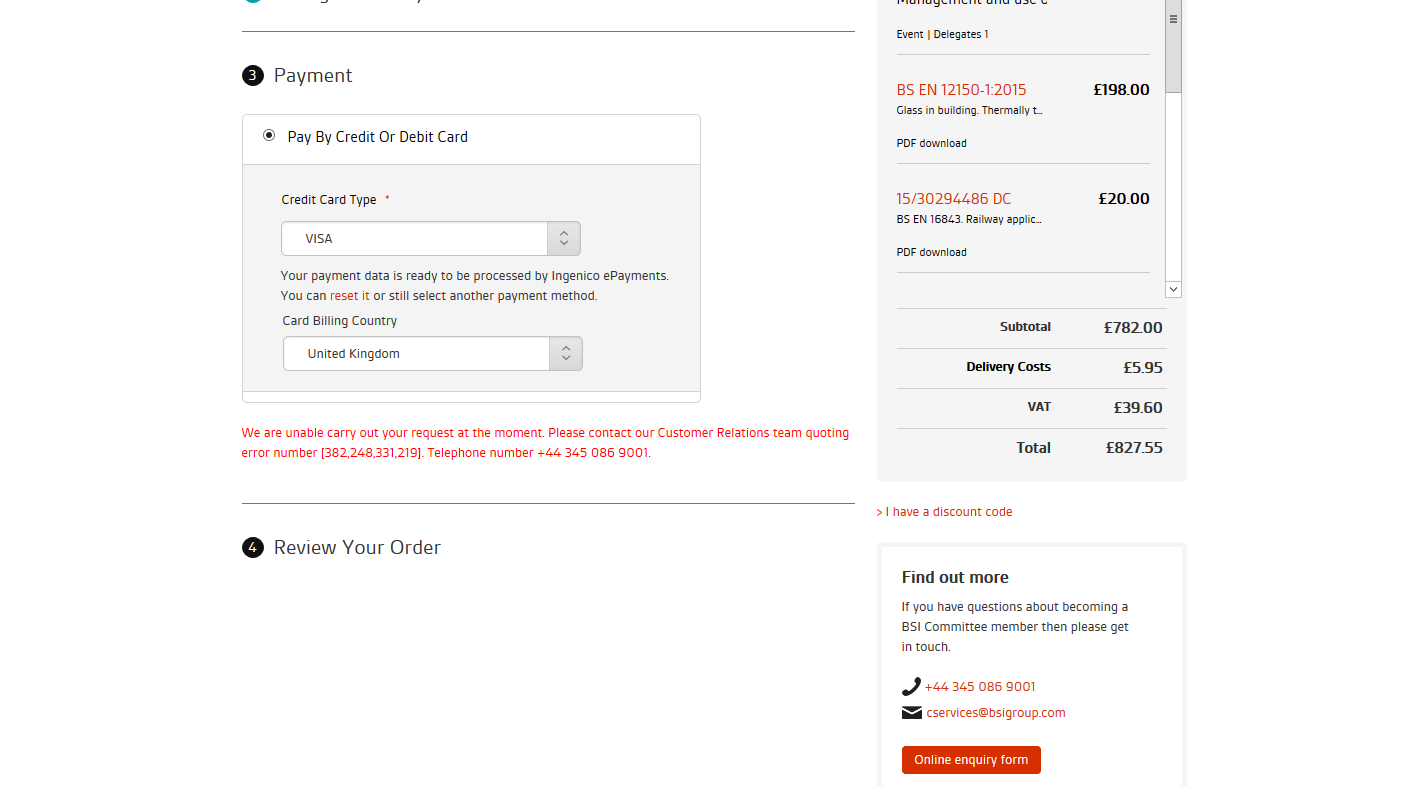 3 Payment
Pay By Credit Or Debit Card
Credit Card Type *
VISA
Your payment data is ready to be processed by Ingenico ePayments.
You can reset it or still select another payment method.
Card Billing Country
United Kingdom
We are unable carry out your request at the moment. Please contact our Customer Relations team quoting
error number [382,248,331,219]. Telephone number +44 345 086 9001.
4 Review Your Order
Event | Delegates 1
BS EN 12150-1:2015 £198.00
Glass in building. Thermally t...
PDF download
15/30294486 DC £20.00
BS EN 16843. Railway applic...
PDF download
Subtotal £782.00
Delivery Costs £5.95
VAT £39.60
Total £827.55
> I have a discount code
Find out more
If you have questions about becoming a
BSI Committee member then please get
in touch.
+44 345 086 9001
cservices@bsigroup.com
Online enquiry form